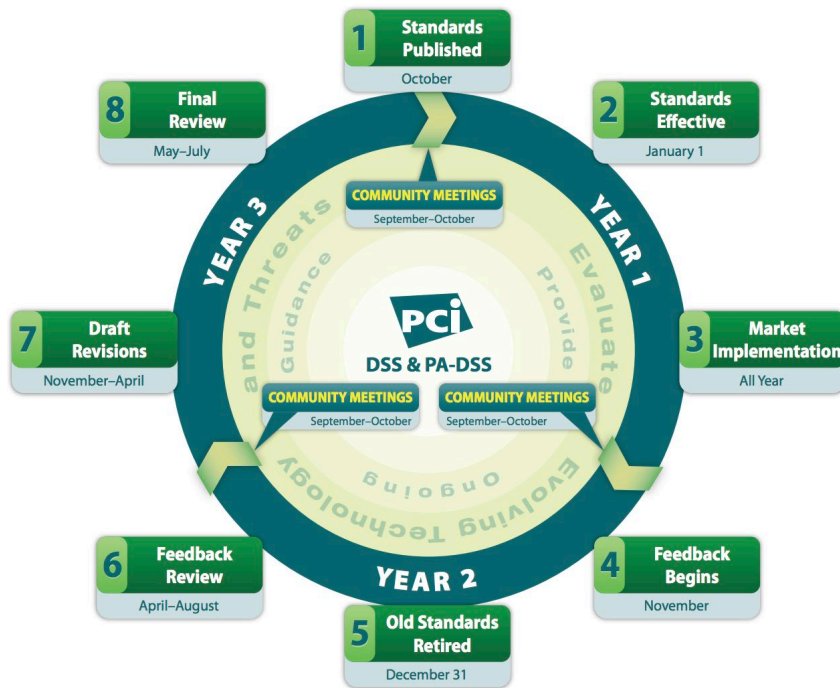 1
Standards
Published
October
2
Standards
Effective
January 1
3
Market
Implementation
All Year
4
Feedback
Begins
November
5
Old Standards
Retired
December 31
6
Feedback
Review
April–August
7
Draft
Revisions
November–April
8
Final
Review
May–July
YEAR 1
YEAR 2
YEAR 3
COMMUNITY MEETINGS
September–October
COMMUNITY MEETINGS
September–October
COMMUNITY MEETINGS
September–October
Evaluate Evolving Technology and Threats
Provide Ongoing Guidance
PCi
DSS & PA-DSS